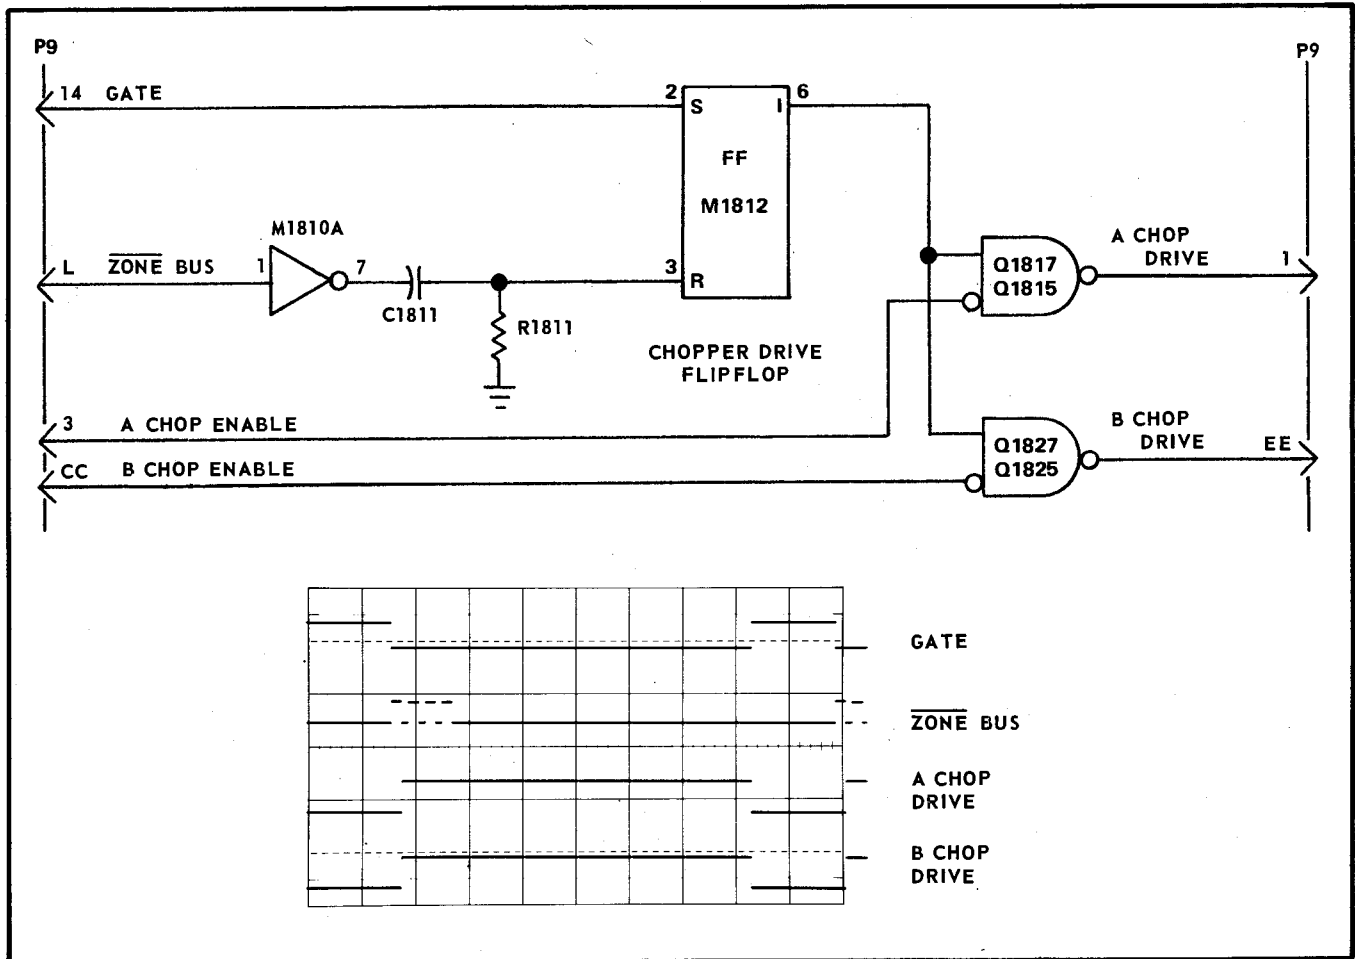 P9
P9
14 GATE
2
S
I
6
FF
M1812
M1810A
L ZONE BUS
1
7
C1811
R1811
3
R
CHOPPER DRIVE
FLIPFLOP
Q1817
Q1815
A CHOP
DRIVE
1
3 A CHOP ENABLE
CC B CHOP ENABLE
Q1827
Q1825
B CHOP
DRIVE
EE
GATE
ZONE BUS
A CHOP
DRIVE
B CHOP
DRIVE